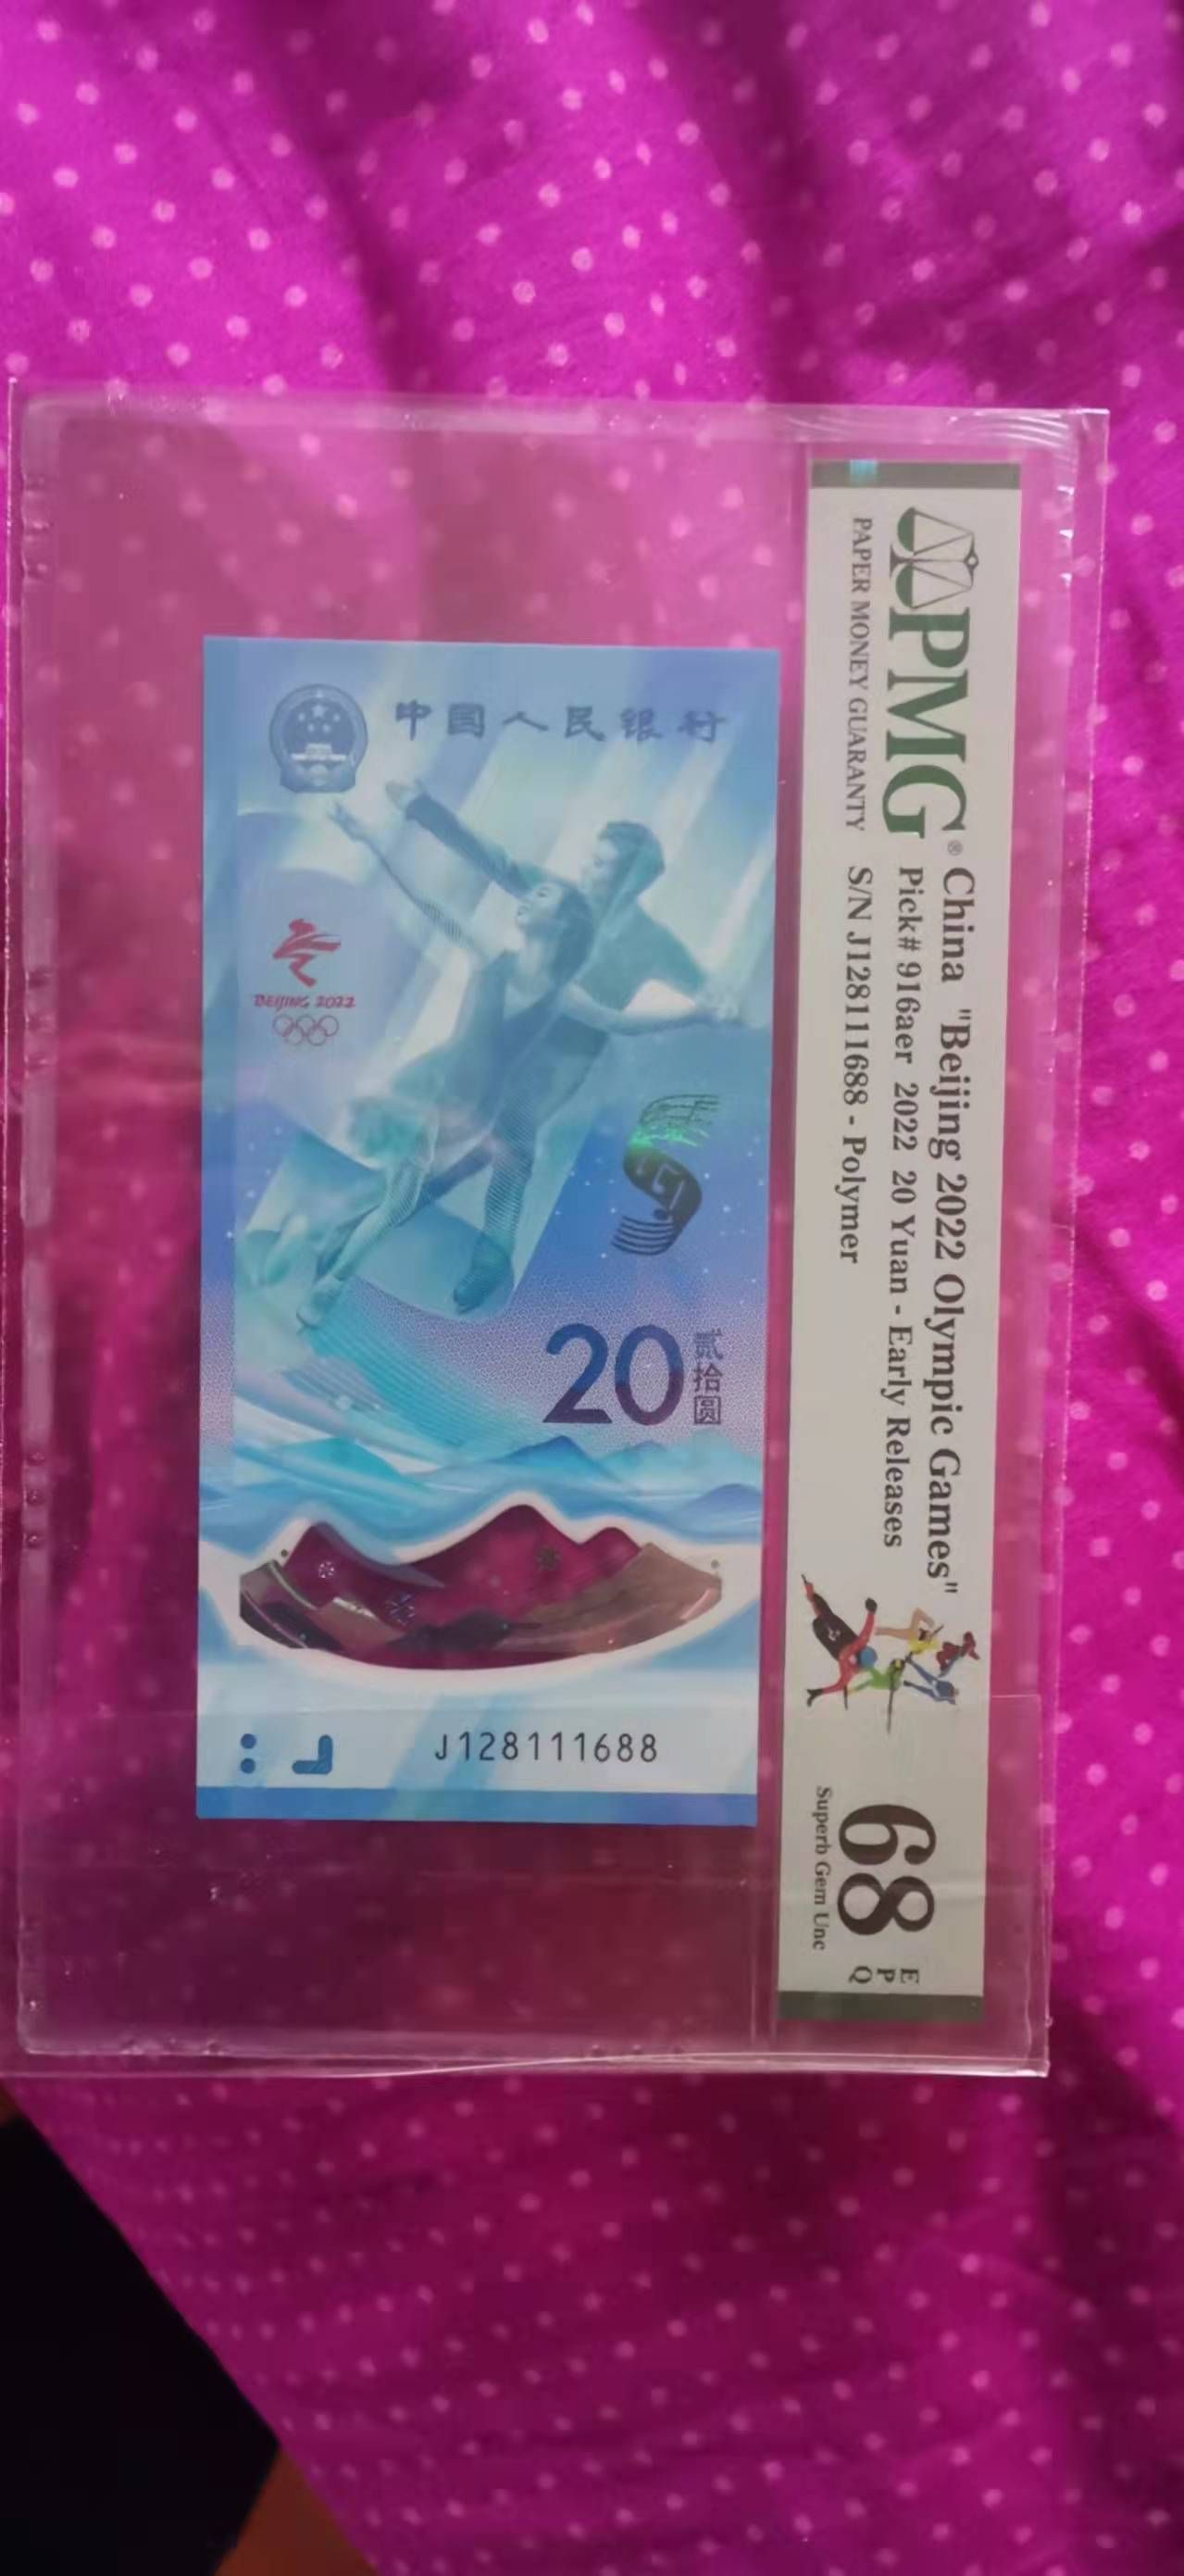 中国人民银行
BEIJING 2022
20 贰拾圆
J128111688
PMG®
PAPER MONEY GUARANTY
China "Beijing 2022 Olympic Games"
Pick# 916aer 2022 20 Yuan - Early Releases
S/N J128111688 - Polymer
68 EPQ
Superb Gem Unc